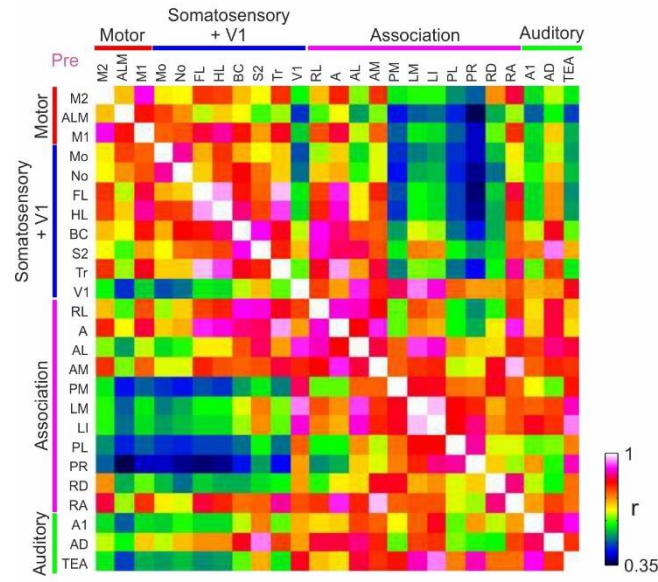 Somatosensory
Motor + V1 Association Auditory
Pre
M2 ALM M1 Mo No FL HL BC S2 Tr V1 RL A AL AM PM LM LI PL PR RD RA A1 AD TEA
Motor
M2
ALM
M1
Somatosensory
+ V1
Mo
No
FL
HL
BC
S2
Tr
V1
Association
RL
A
AL
AM
PM
LM
LI
PL
PR
RD
RA
Auditory
A1
AD
TEA
1
r
0.35